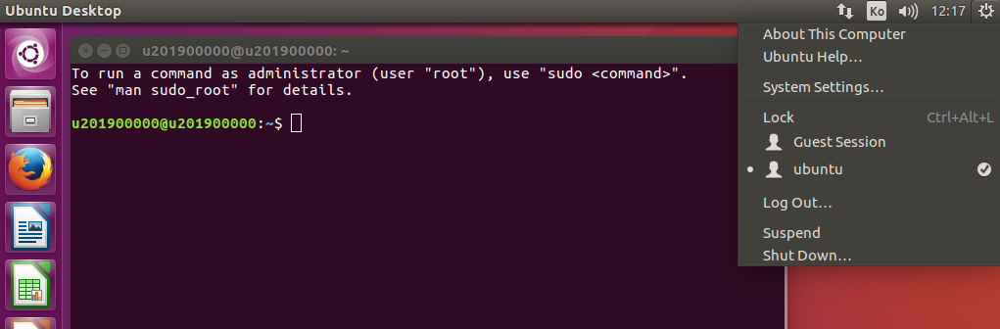 Ubuntu Desktop
Ko
12:17
u201900000@u201900000: ~
To run a command as administrator (user "root"), use "sudo <command>".
See "man sudo_root" for details.
u201900000@u201900000:~$
About This Computer
Ubuntu Help…
System Settings…
Lock Ctrl+Alt+L
Guest Session
ubuntu
Log Out…
Suspend
Shut Down…